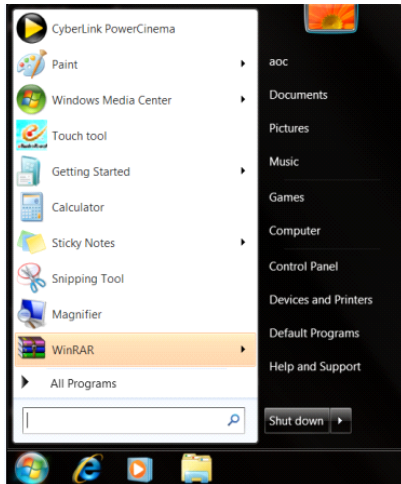 CyberLink PowerCinema
Paint
Windows Media Center
Touch tool
Getting Started
Calculator
Sticky Notes
Snipping Tool
Magnifier
WinRAR
All Programs
aoc
Documents
Pictures
Music
Games
Computer
Control Panel
Devices and Printers
Default Programs
Help and Support
Shut down